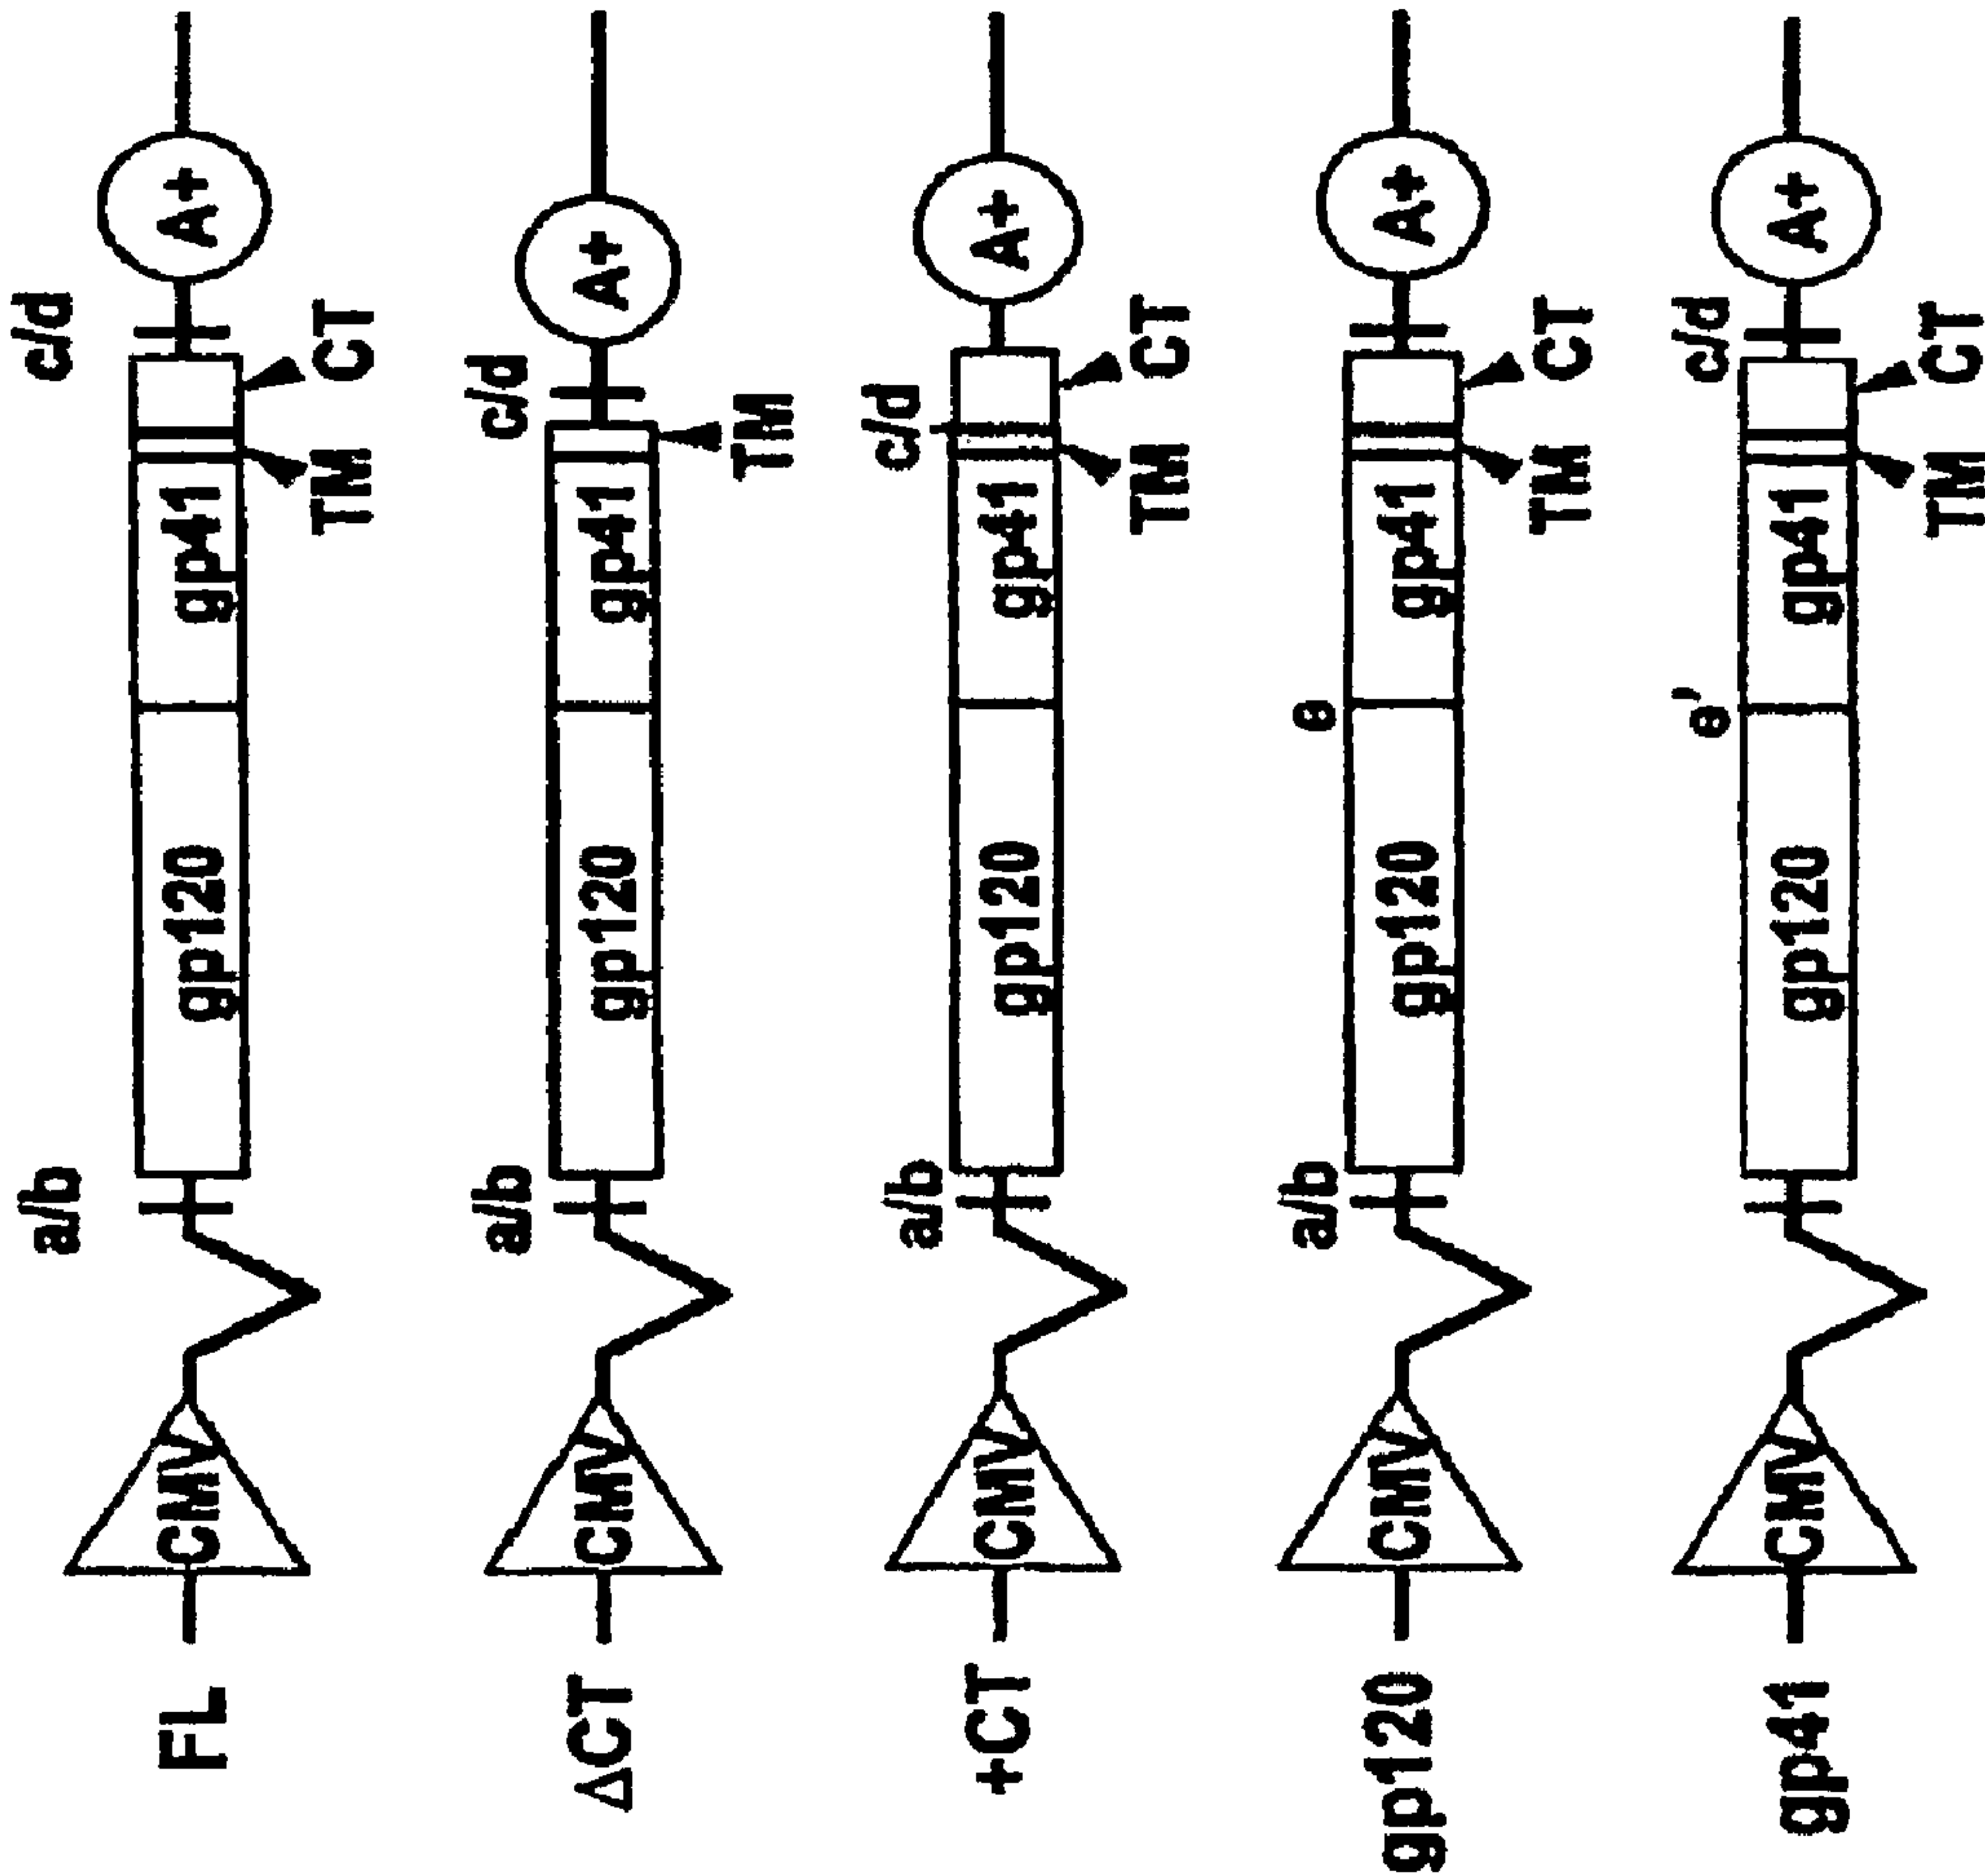 a/b c/d
FL CMV gp120 gp41 A+
TM CT
a/b c/d
ΔCT CMV gp120 gp41 A+
TM
a/b c/d
+CT CMV gp120 gp41 A+
TM CT
a/b e
gp120 CMV gp120 gp41 A+
TM CT
e' c/d
gp41 CMV gp120 gp41 A+
TM CT